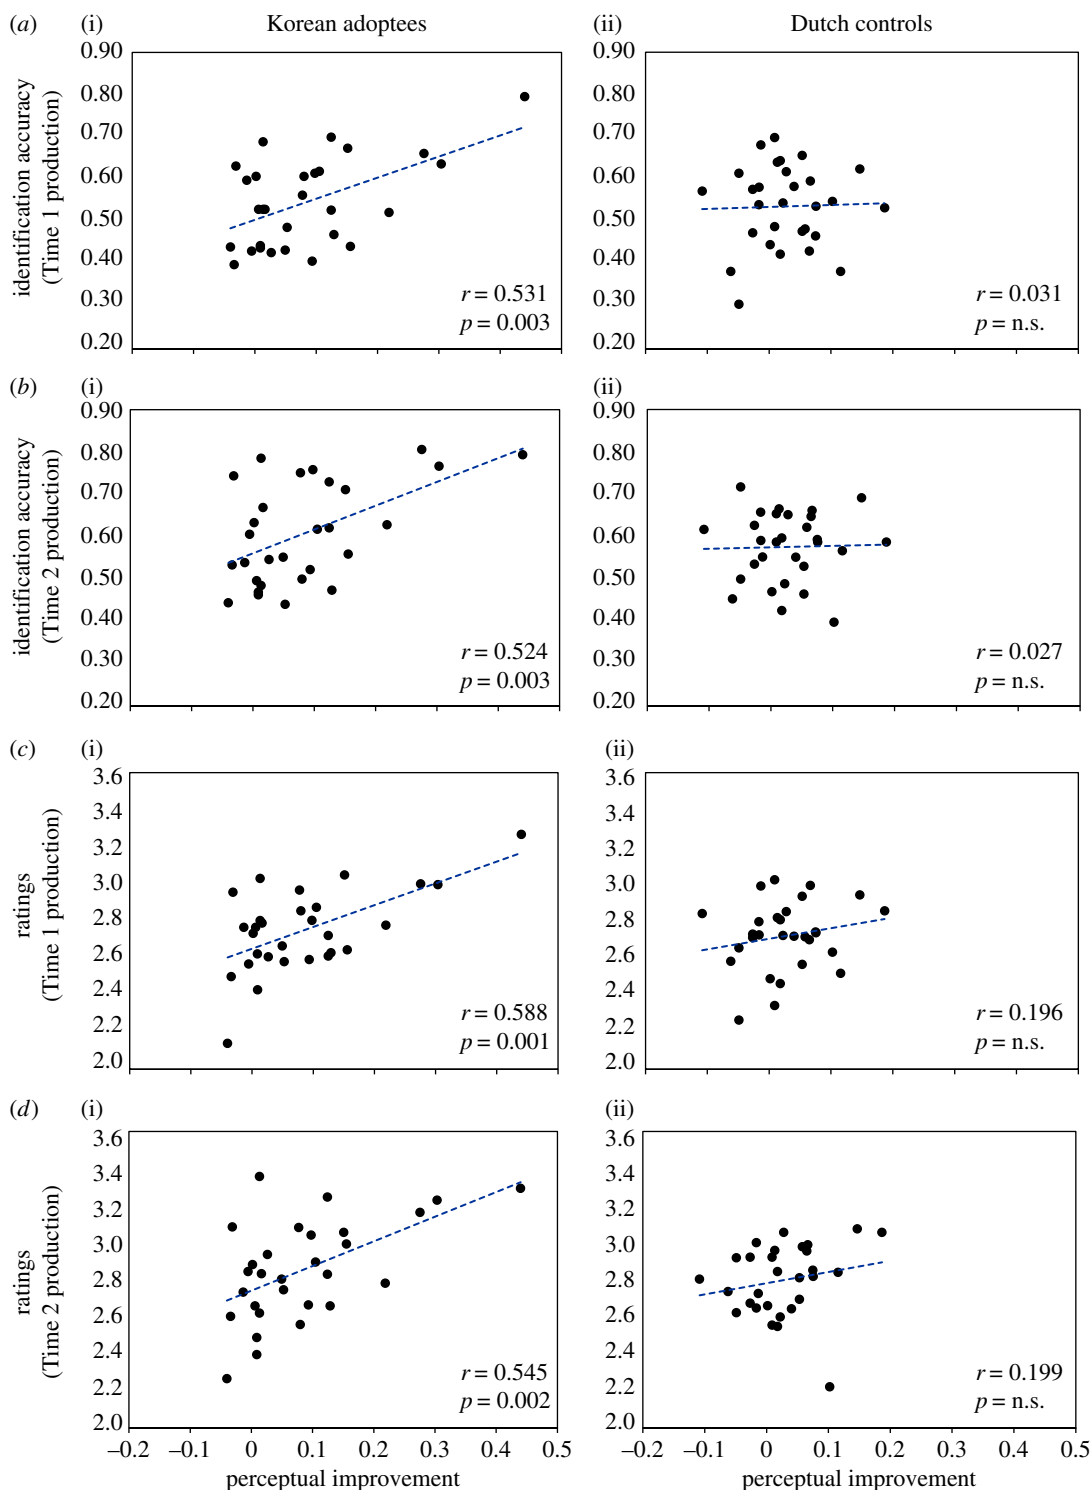 Korean adoptees
Dutch controls
(a) (i) (ii)
identification accuracy
(Time 1 production)
0.90
0.80
0.70
0.60
0.50
0.40
0.30
0.20
r = 0.531
p = 0.003
0.90
0.80
0.70
0.60
0.50
0.40
0.30
0.20
r = 0.031
p = n.s.
(b) (i) (ii)
identification accuracy
(Time 2 production)
0.90
0.80
0.70
0.60
0.50
0.40
0.30
0.20
r = 0.524
p = 0.003
0.90
0.80
0.70
0.60
0.50
0.40
0.30
0.20
r = 0.027
p = n.s.
(c) (i) (ii)
ratings
(Time 1 production)
3.6
3.4
3.2
3.0
2.8
2.6
2.4
2.2
2.0
r = 0.588
p = 0.001
3.6
3.4
3.2
3.0
2.8
2.6
2.4
2.2
2.0
r = 0.196
p = n.s.
(d) (i) (ii)
ratings
(Time 2 production)
3.6
3.4
3.2
3.0
2.8
2.6
2.4
2.2
2.0
r = 0.545
p = 0.002
–0.2 –0.1 0 0.1 0.2 0.3 0.4 0.5
perceptual improvement
3.6
3.4
3.2
3.0
2.8
2.6
2.4
2.2
2.0
r = 0.199
p = n.s.
–0.2 –0.1 0 0.1 0.2 0.3 0.4 0.5
perceptual improvement